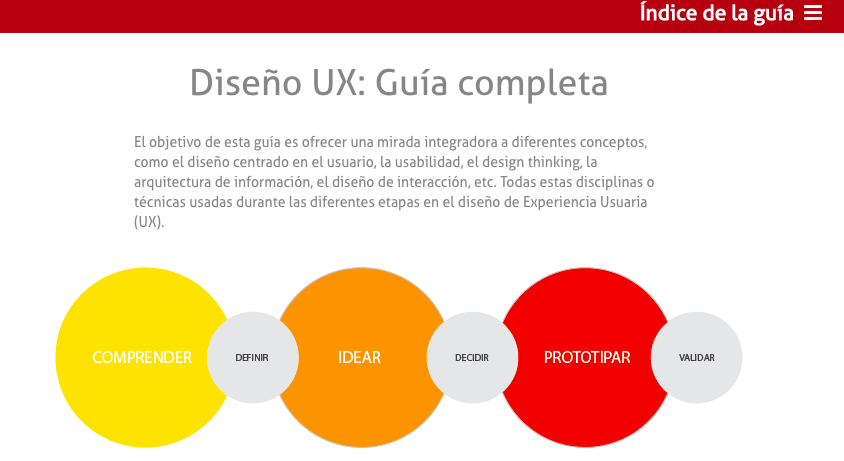 Índice de la guía
Diseño UX: Guía completa
El objetivo de esta guía es ofrecer una mirada integradora a diferentes conceptos,
como el diseño centrado en el usuario, la usabilidad, el design thinking, la
arquitectura de información, el diseño de interacción, etc. Todas estas disciplinas o
técnicas usadas durante las diferentes etapas en el diseño de Experiencia Usuaria
(UX).
COMPRENDER
DEFINIR
IDEAR
DECIDIR
PROTOTIPAR
VALIDAR